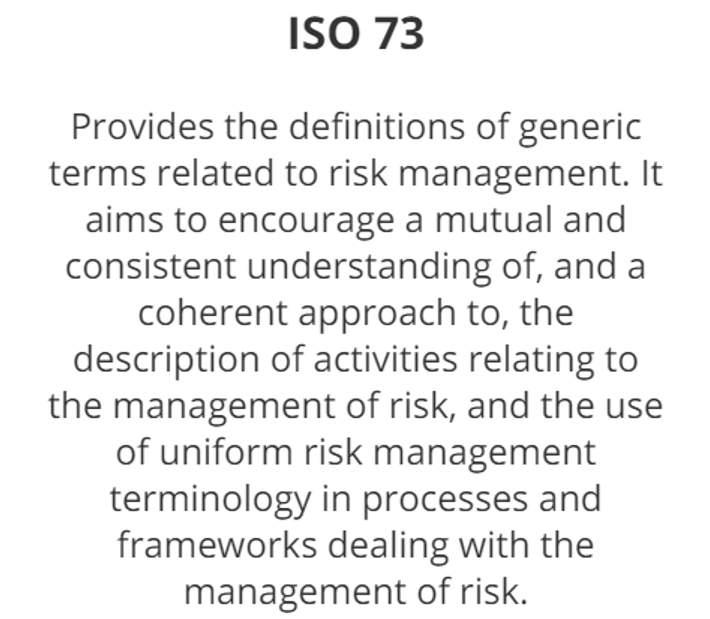 ISO 73
Provides the definitions of generic
terms related to risk management. It
aims to encourage a mutual and
consistent understanding of, and a
coherent approach to, the
description of activities relating to
the management of risk, and the use
of uniform risk management
terminology in processes and
frameworks dealing with the
management of risk.